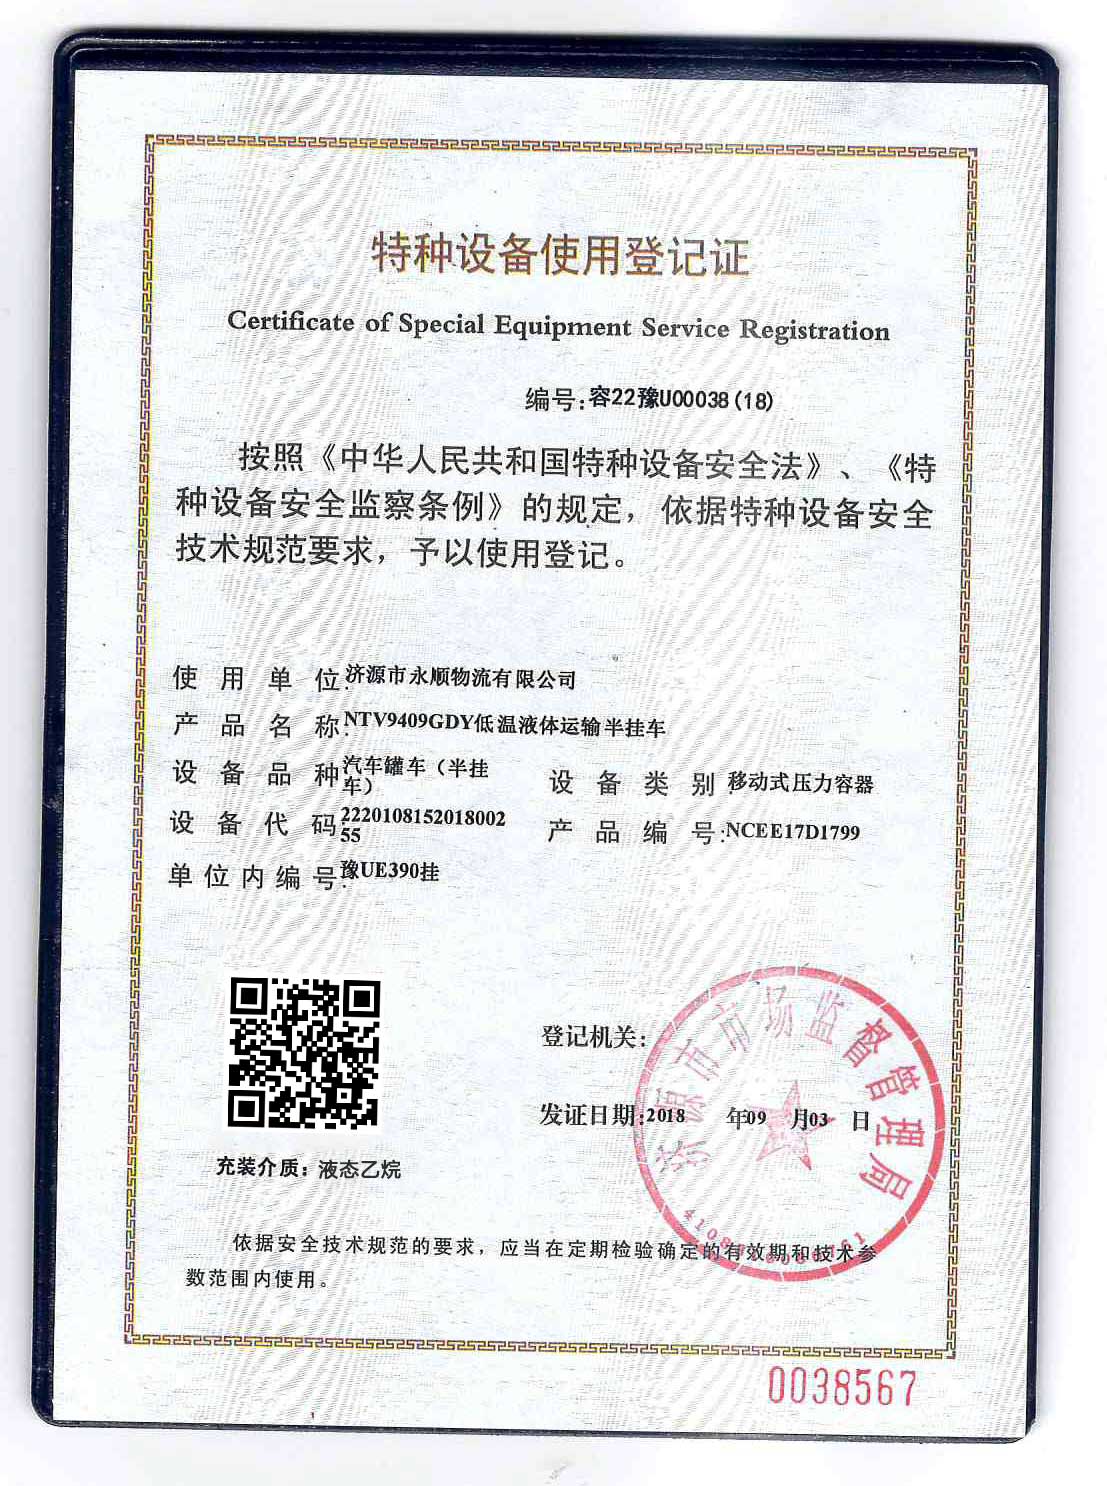 特种设备使用登记证
Certificate of Special Equipment Service Registration
编号:容22豫U00038(18)
按照《中华人民共和国特种设备安全法》、《特
种设备安全监察条例》的规定，依据特种设备安全
技术规范要求，予以使用登记。
使用单位:济源市永顺物流有限公司
产品名称:NTV9409GDY低温液体运输半挂车
设备品种:汽车罐车（半挂
车）
设备类别:移动式压力容器
设备代码:2220108152018002
55
产品编号:NCEE17D1799
单位内编号:豫UE390挂
济源市市场监督管理局
登记机关:
发证日期:2018 年09 月03 日
充装介质：液态乙烷
依据安全技术规范的要求，应当在定期检验确定的有效期和技术参
数范围内使用。
0038567